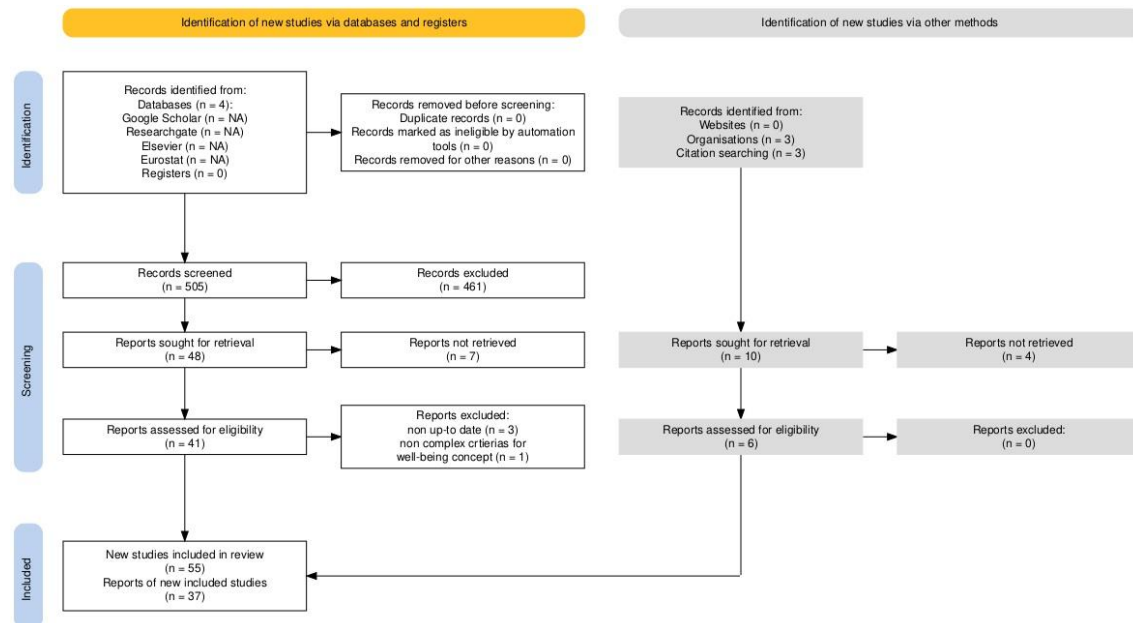 Identification of new studies via databases and registers
Identification of new studies via other methods
Identification
Records identified from:
Databases (n = 4):
Google Scholar (n = NA)
Researchgate (n = NA)
Elsevier (n = NA)
Eurostat (n = NA)
Registers (n = 0)
Records removed before screening:
Duplicate records (n = 0)
Records marked as ineligible by automation
tools (n = 0)
Records removed for other reasons (n = 0)
Records identified from:
Websites (n = 0)
Organisations (n = 3)
Citation searching (n = 3)
Screening
Records screened
(n = 505)
Records excluded
(n = 461)
Reports sought for retrieval
(n = 48)
Reports not retrieved
(n = 7)
Reports sought for retrieval
(n = 10)
Reports not retrieved
(n = 4)
Reports assessed for eligibility
(n = 41)
Reports excluded:
non up-to date (n = 3)
non complex crtierias for
well-being concept (n = 1)
Reports assessed for eligibility
(n = 6)
Reports excluded:
(n = 0)
Included
New studies included in review
(n = 55)
Reports of new included studies
(n = 37)